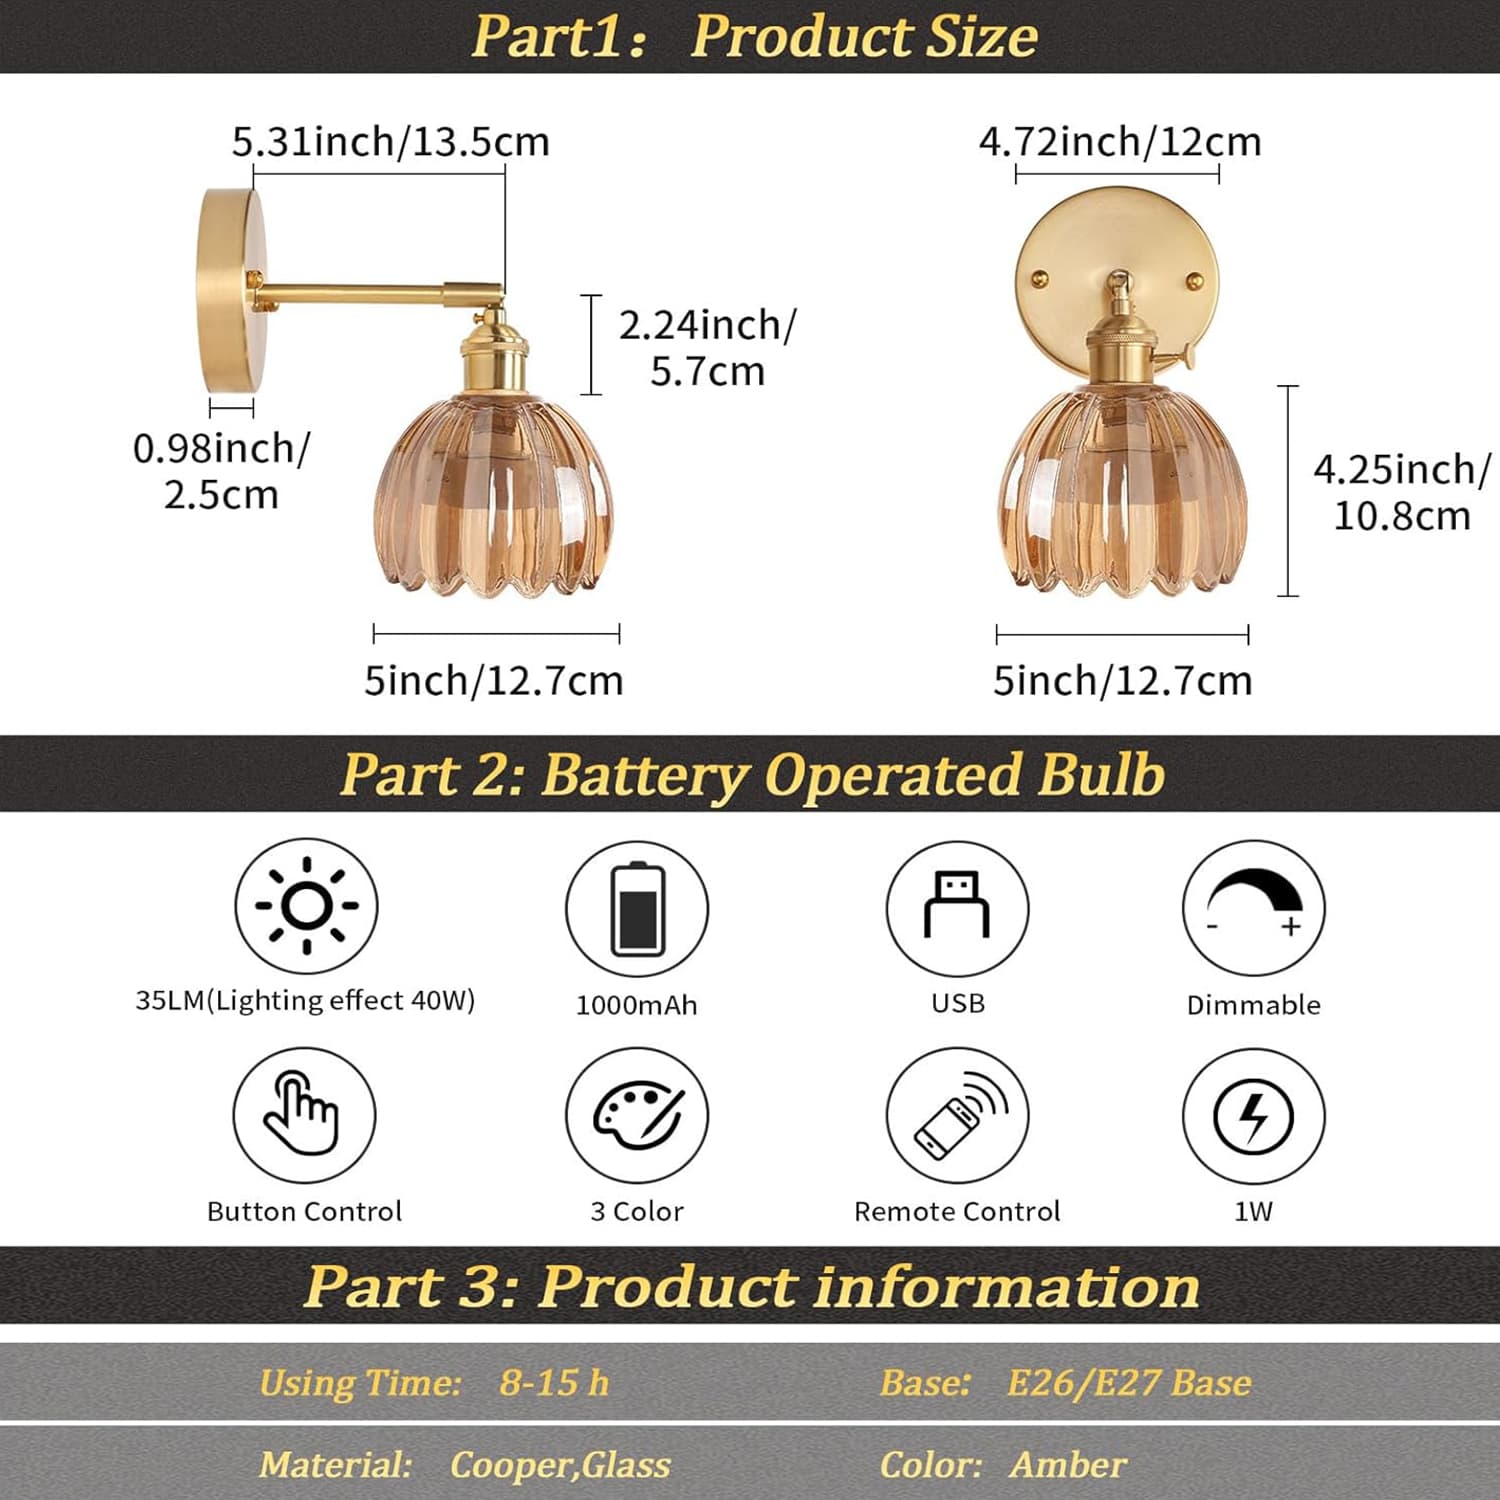 Part1： Product Size
5.31inch/13.5cm
4.72inch/12cm
2.24inch/
5.7cm
0.98inch/
2.5cm
4.25inch/
10.8cm
5inch/12.7cm
5inch/12.7cm
Part 2: Battery Operated Bulb
- +
35LM(Lighting effect 40W)
1000mAh
USB
Dimmable
Button Control
3 Color
Remote Control
1W
Part 3: Product information
Using Time: 8-15 h
Base: E26/E27 Base
Material: Cooper,Glass
Color: Amber